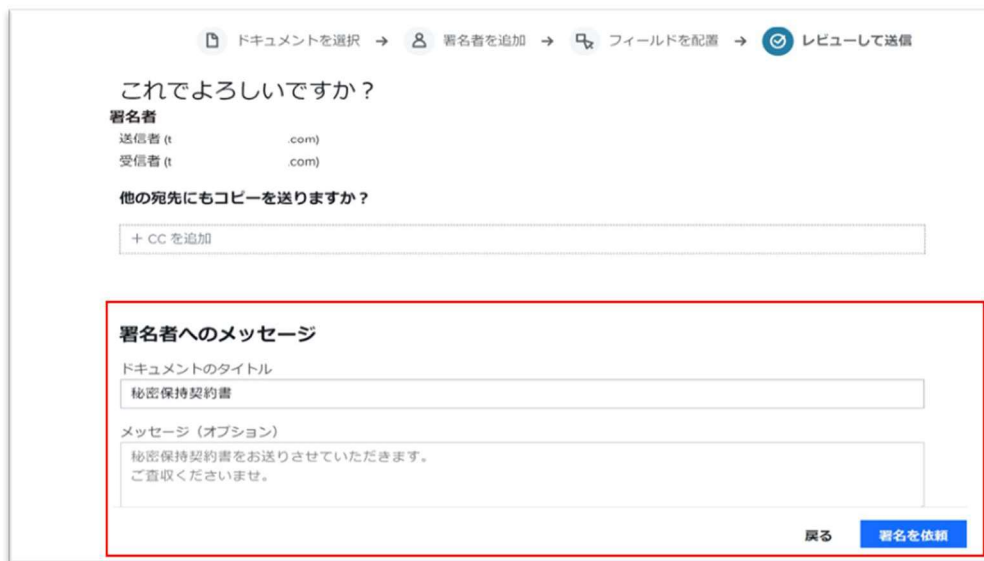 ドキュメントを選択 → 署名者を追加 → フィールドを配置 → レビューして送信
これでよろしいですか？
署名者
送信者 (t .com)
受信者 (t .com)
他の宛先にもコピーを送りますか？
+ CC を追加
署名者へのメッセージ
ドキュメントのタイトル
秘密保持契約書
メッセージ（オプション）
秘密保持契約書をお送りさせていただきます。
ご査収くださいませ。
戻る 署名を依頼